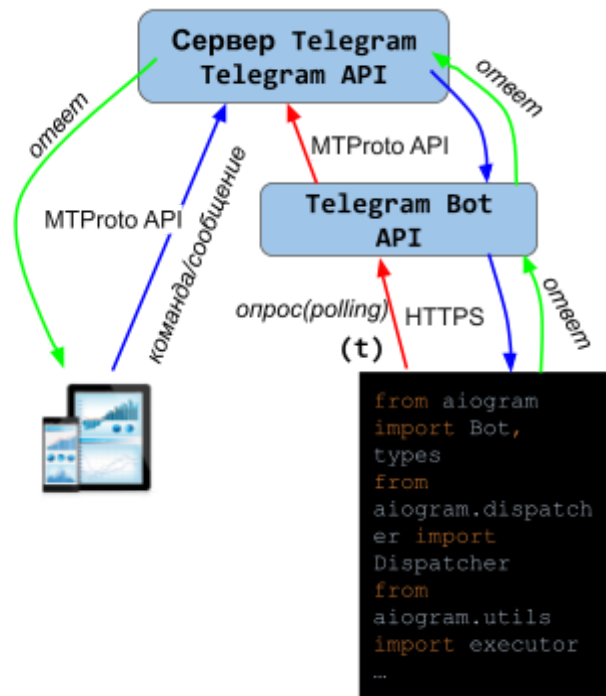 Сервер Telegram
Telegram API
ответ
ответ
MTProto API
MTProto API
команда/сообщение
Telegram Bot
API
опрос(polling)
HTTPS
ответ
(t)
from aiogram
import Bot,
types
from
aiogram.dispatch
er import
Dispatcher
from
aiogram.utils
import executor
…